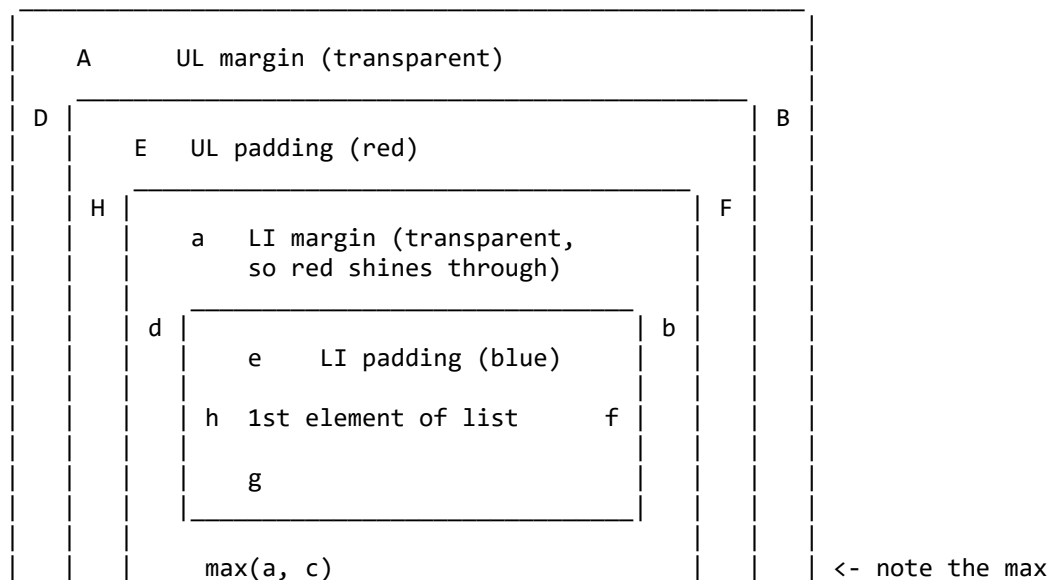 A UL margin (transparent)
D B
E UL padding (red)
H F
a LI margin (transparent,
so red shines through)
d b
e LI padding (blue)
h 1st element of list f
g
max(a, c) <- note the max